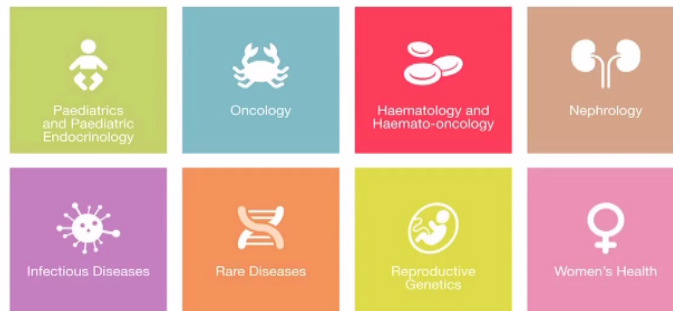 Paediatrics
and Paediatric
Endocrinology
Oncology
Haematology and
Haemato-oncology
Nephrology
Infectious Diseases
Rare Diseases
Reproductive
Genetics
Women's Health